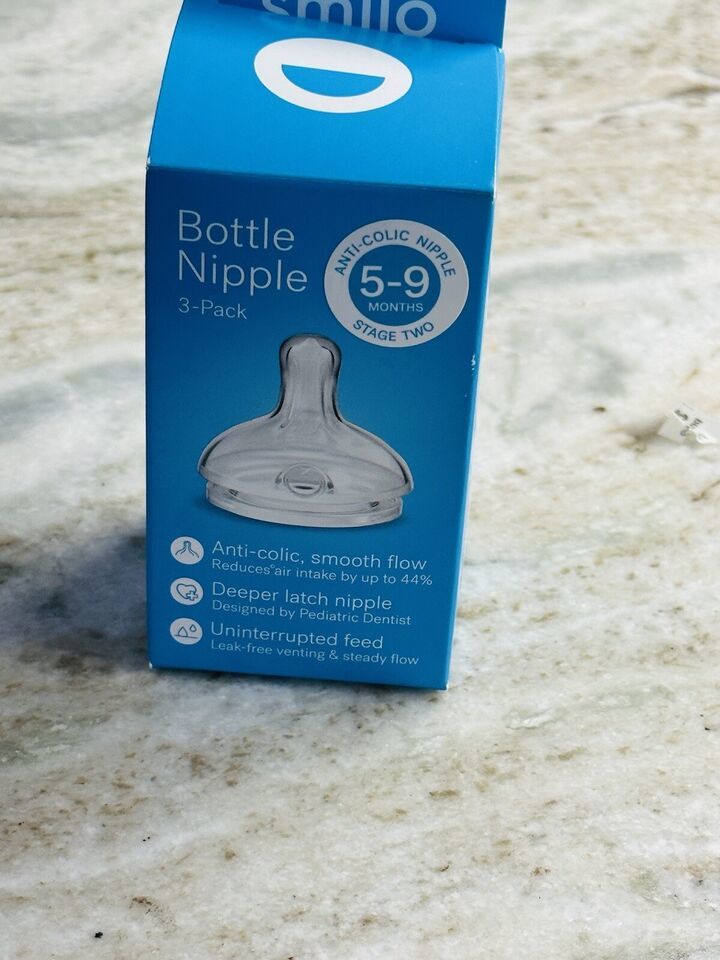 smilo
Bottle
Nipple
3-Pack
ANTI-COLIC NIPPLE
5-9
MONTHS
STAGE TWO
Anti-colic, smooth flow
Reduces air intake by up to 44%
Deeper latch nipple
Designed by Pediatric Dentist
Uninterrupted feed
Leak-free venting & steady flow